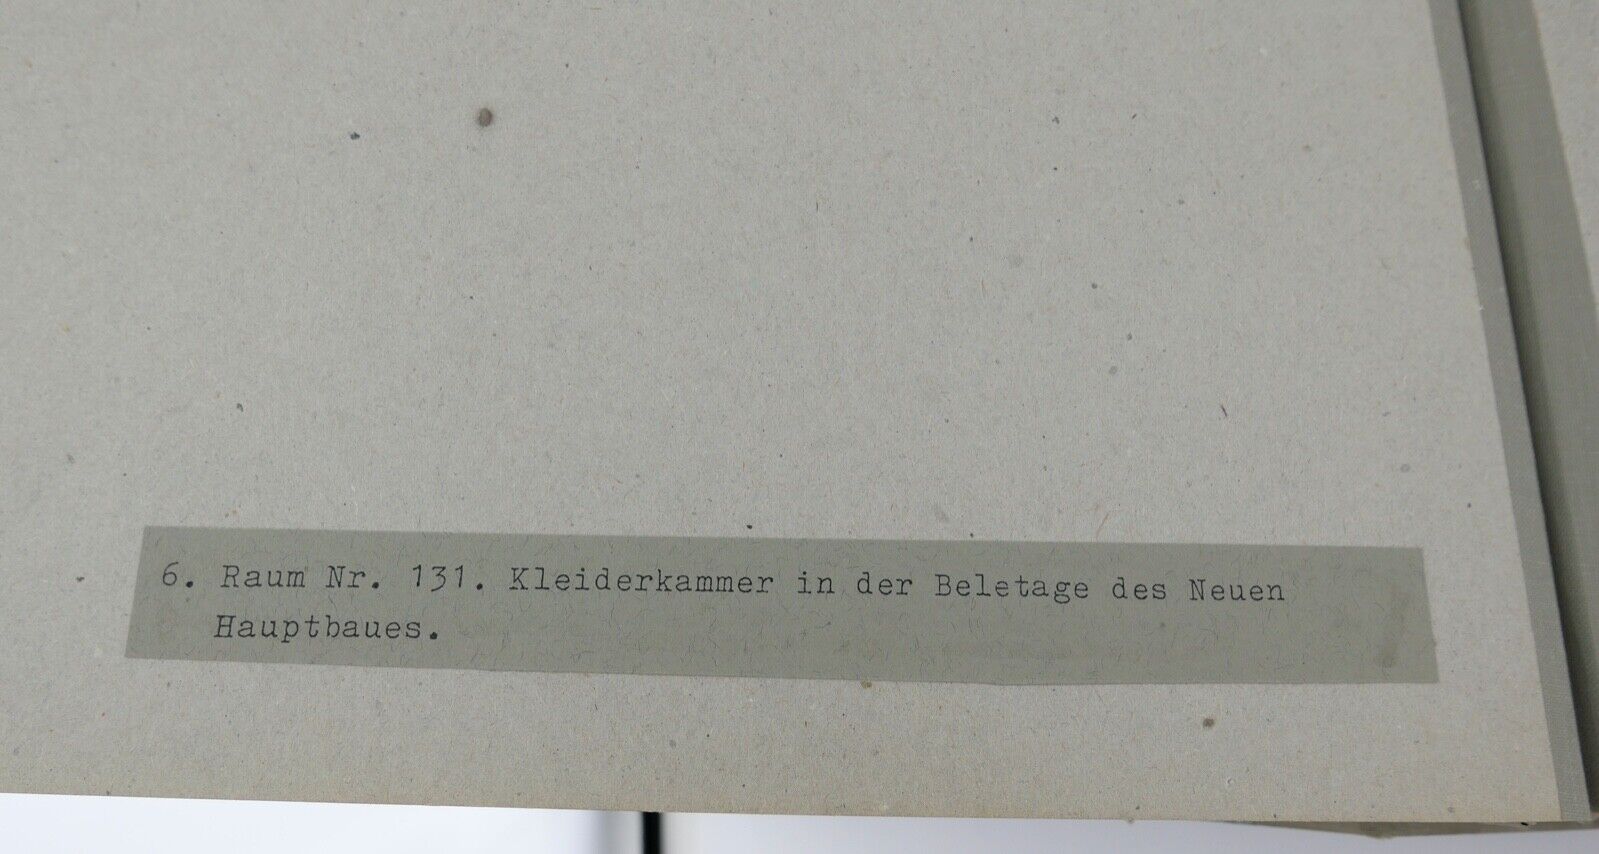 6. Raum Nr. 131. Kleiderkammer in der Beletage des Neuen
Hauptbaues.